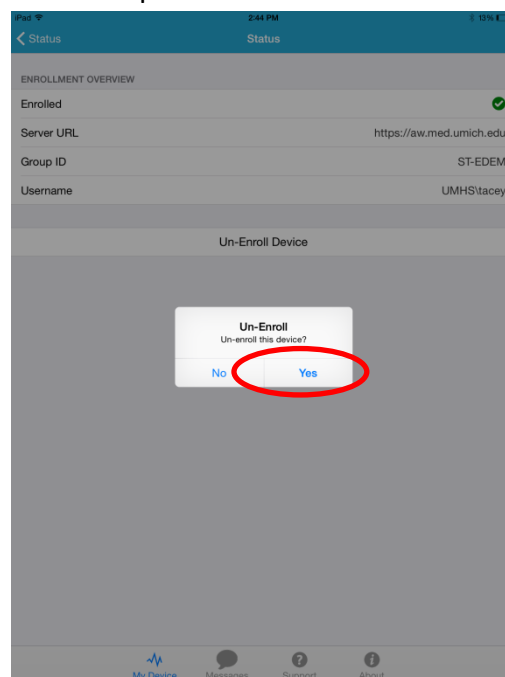 iPad 2:44 PM 13%
Status Status
ENROLLMENT OVERVIEW
Enrolled
Server URL https://aw.med.umich.edu
Group ID ST-EDEM
Username UMHS\tacey
Un-Enroll Device
Un-Enroll
Un-enroll this device?
No Yes
My Device Messages Support About